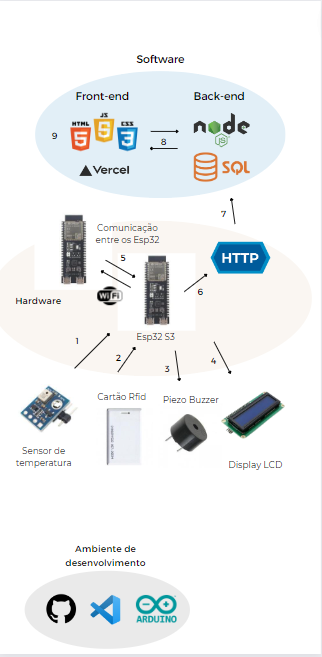 Software
Front-end
Back-end
HTML
JS
CSS
9
8
node
JS
SQL
Vercel
7
Comunicação
entre os Esp32
5
HTTP
WiFi
6
Hardware
Esp32 S3
1
2
3
4
Cartão Rfid
Piezo Buzzer
Sensor de
temperatura
Display LCD
Ambiente de
desenvolvimento
ARDUINO